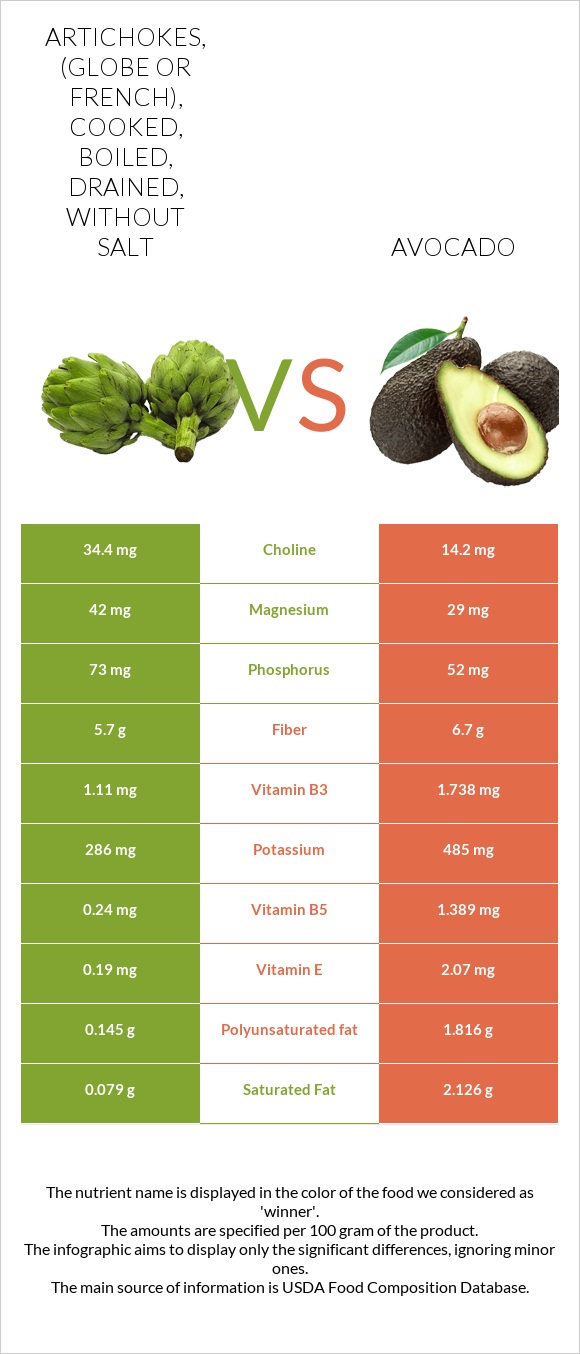 ARTICHOKES,
(GLOBE OR
FRENCH),
COOKED,
BOILED,
DRAINED,
WITHOUT
SALT
AVOCADO
VS
34.4 mg Choline 14.2 mg
42 mg Magnesium 29 mg
73 mg Phosphorus 52 mg
5.7 g Fiber 6.7 g
1.11 mg Vitamin B3 1.738 mg
286 mg Potassium 485 mg
0.24 mg Vitamin B5 1.389 mg
0.19 mg Vitamin E 2.07 mg
0.145 g Polyunsaturated fat 1.816 g
0.079 g Saturated Fat 2.126 g
The nutrient name is displayed in the color of the food we considered as
'winner'.
The amounts are specified per 100 gram of the product.
The infographic aims to display only the significant differences, ignoring minor
ones.
The main source of information is USDA Food Composition Database.